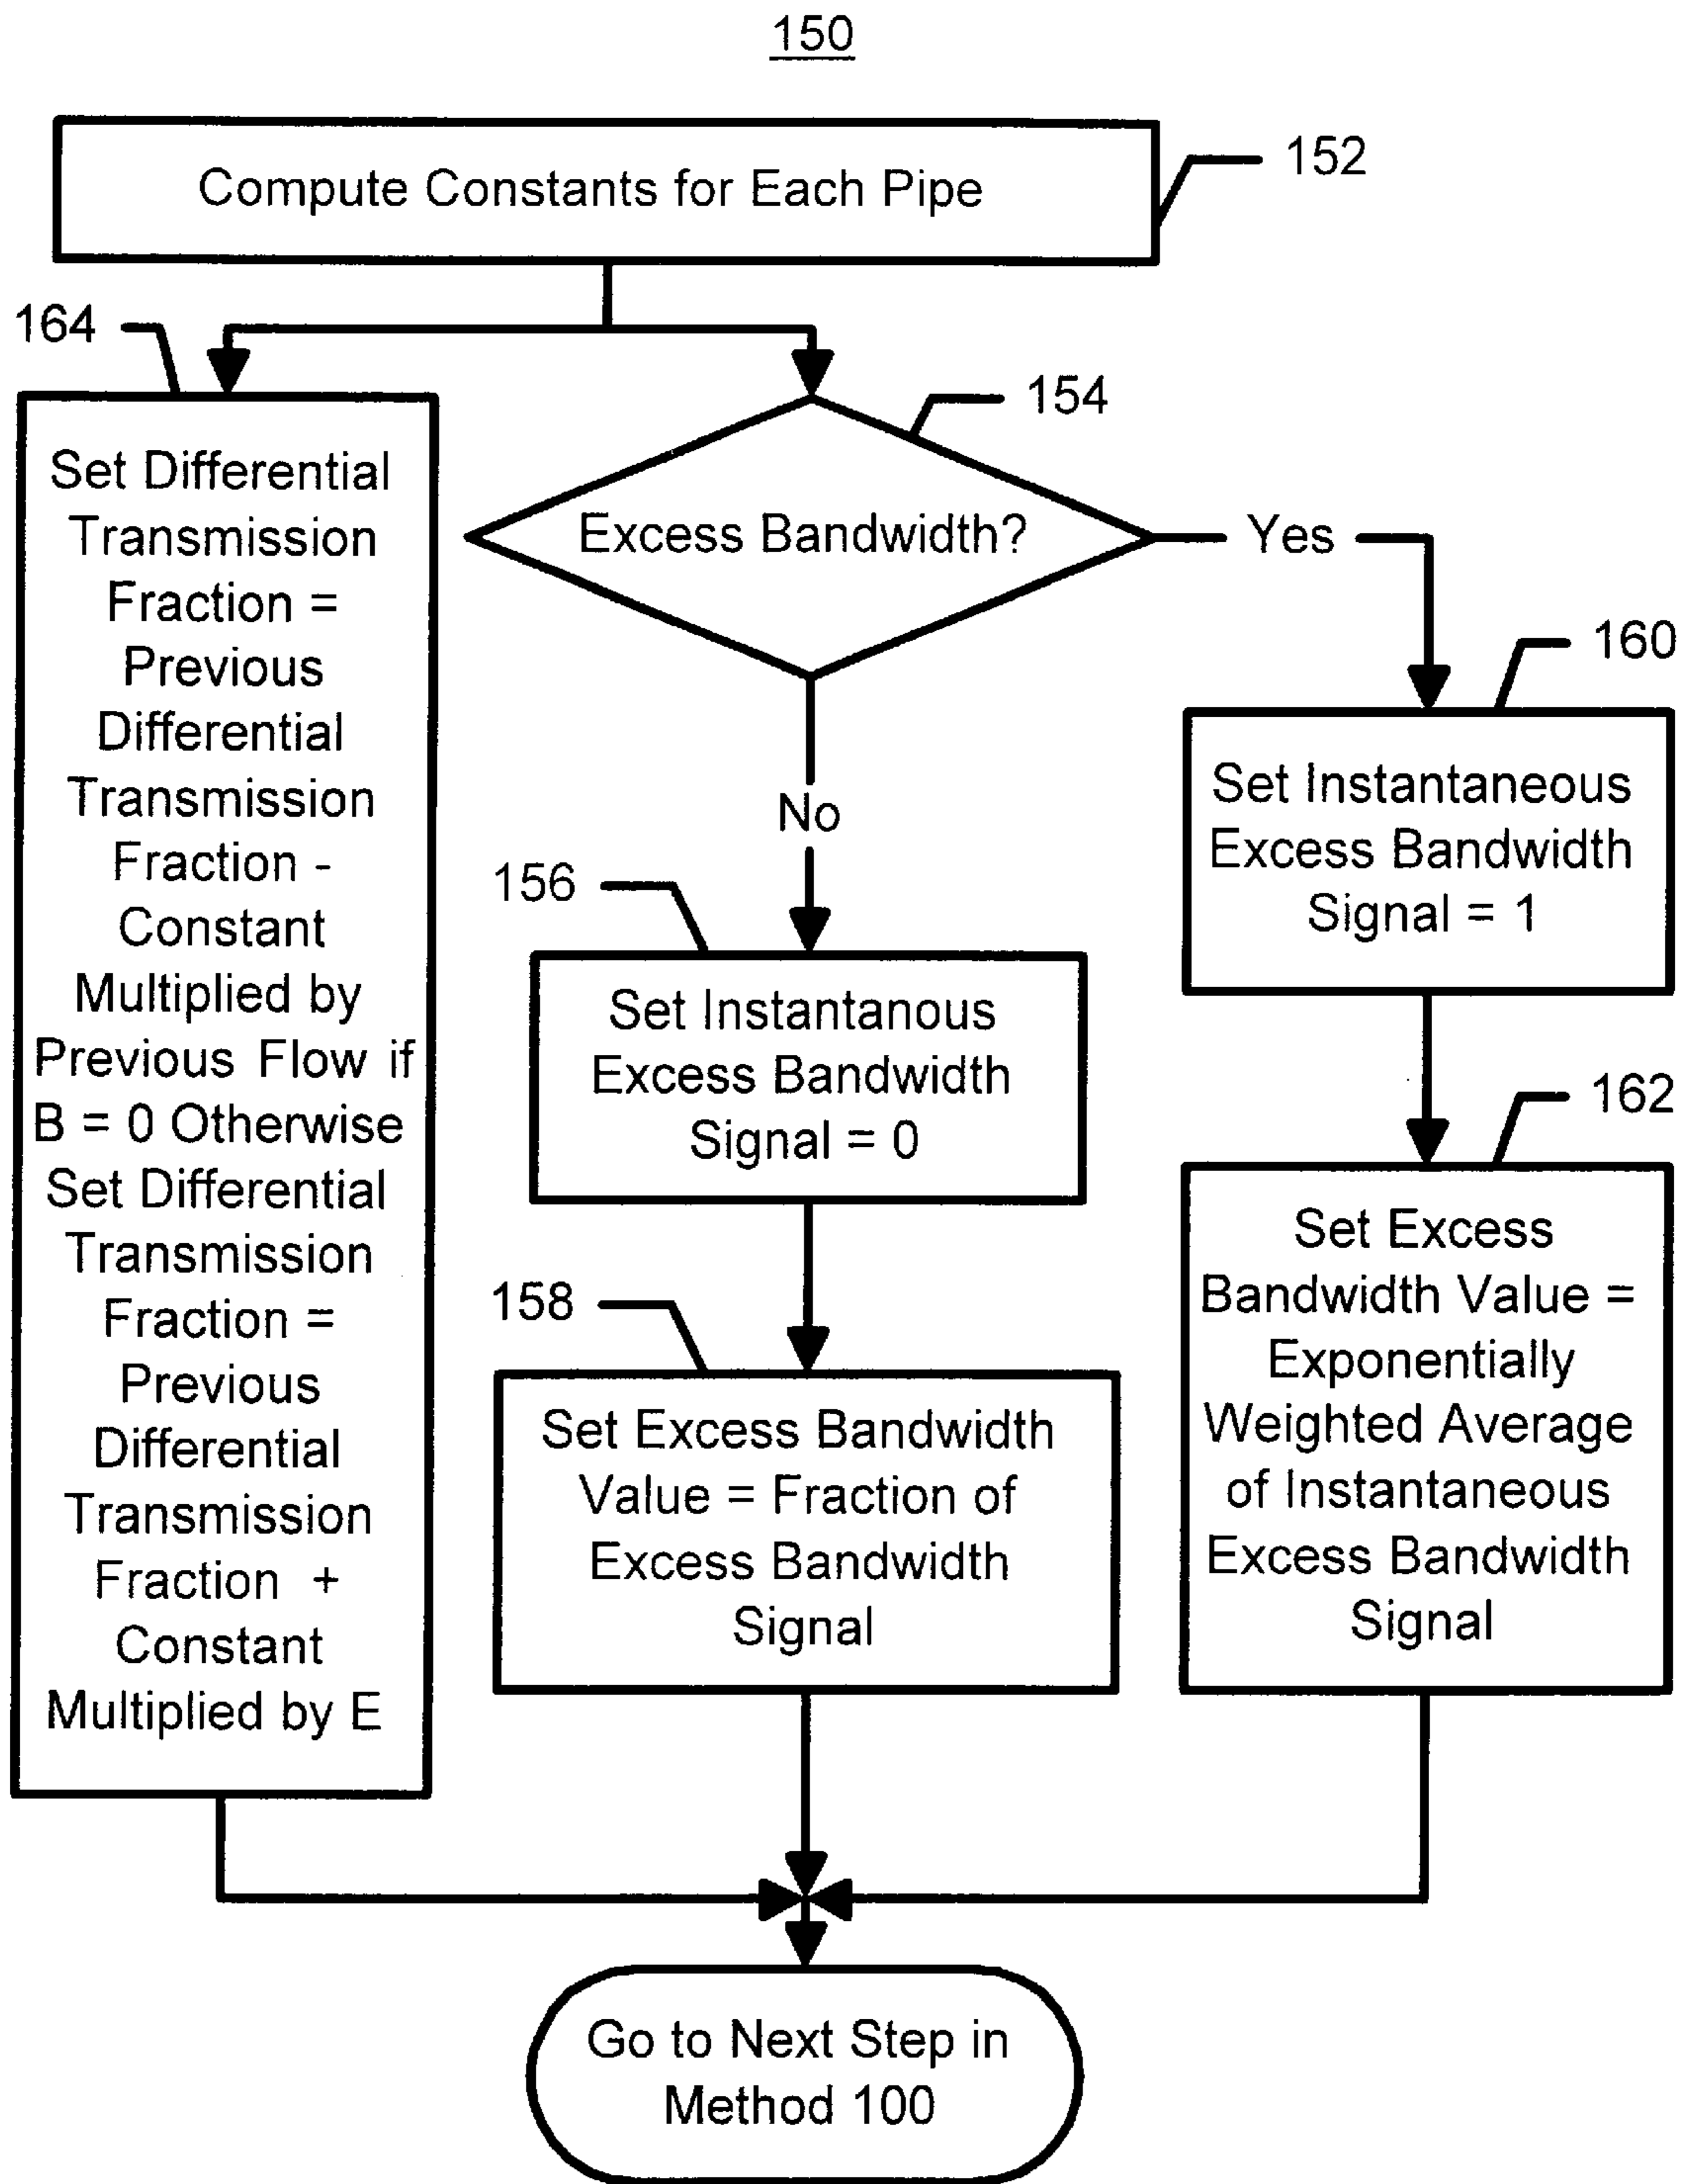 150
Compute Constants for Each Pipe
152
164
Set Differential
Transmission
Fraction =
Previous
Differential
Transmission
Fraction -
Constant
Multiplied by
Previous Flow if
B = 0 Otherwise
Set Differential
Transmission
Fraction =
Previous
Differential
Transmission
Fraction +
Constant
Multiplied by E
154
Excess Bandwidth?
Yes
No
156
Set Instantanous
Excess Bandwidth
Signal = 0
158
Set Excess Bandwidth
Value = Fraction of
Excess Bandwidth
Signal
160
Set Instantaneous
Excess Bandwidth
Signal = 1
162
Set Excess
Bandwidth Value =
Exponentially
Weighted Average
of Instantaneous
Excess Bandwidth
Signal
Go to Next Step in
Method 100